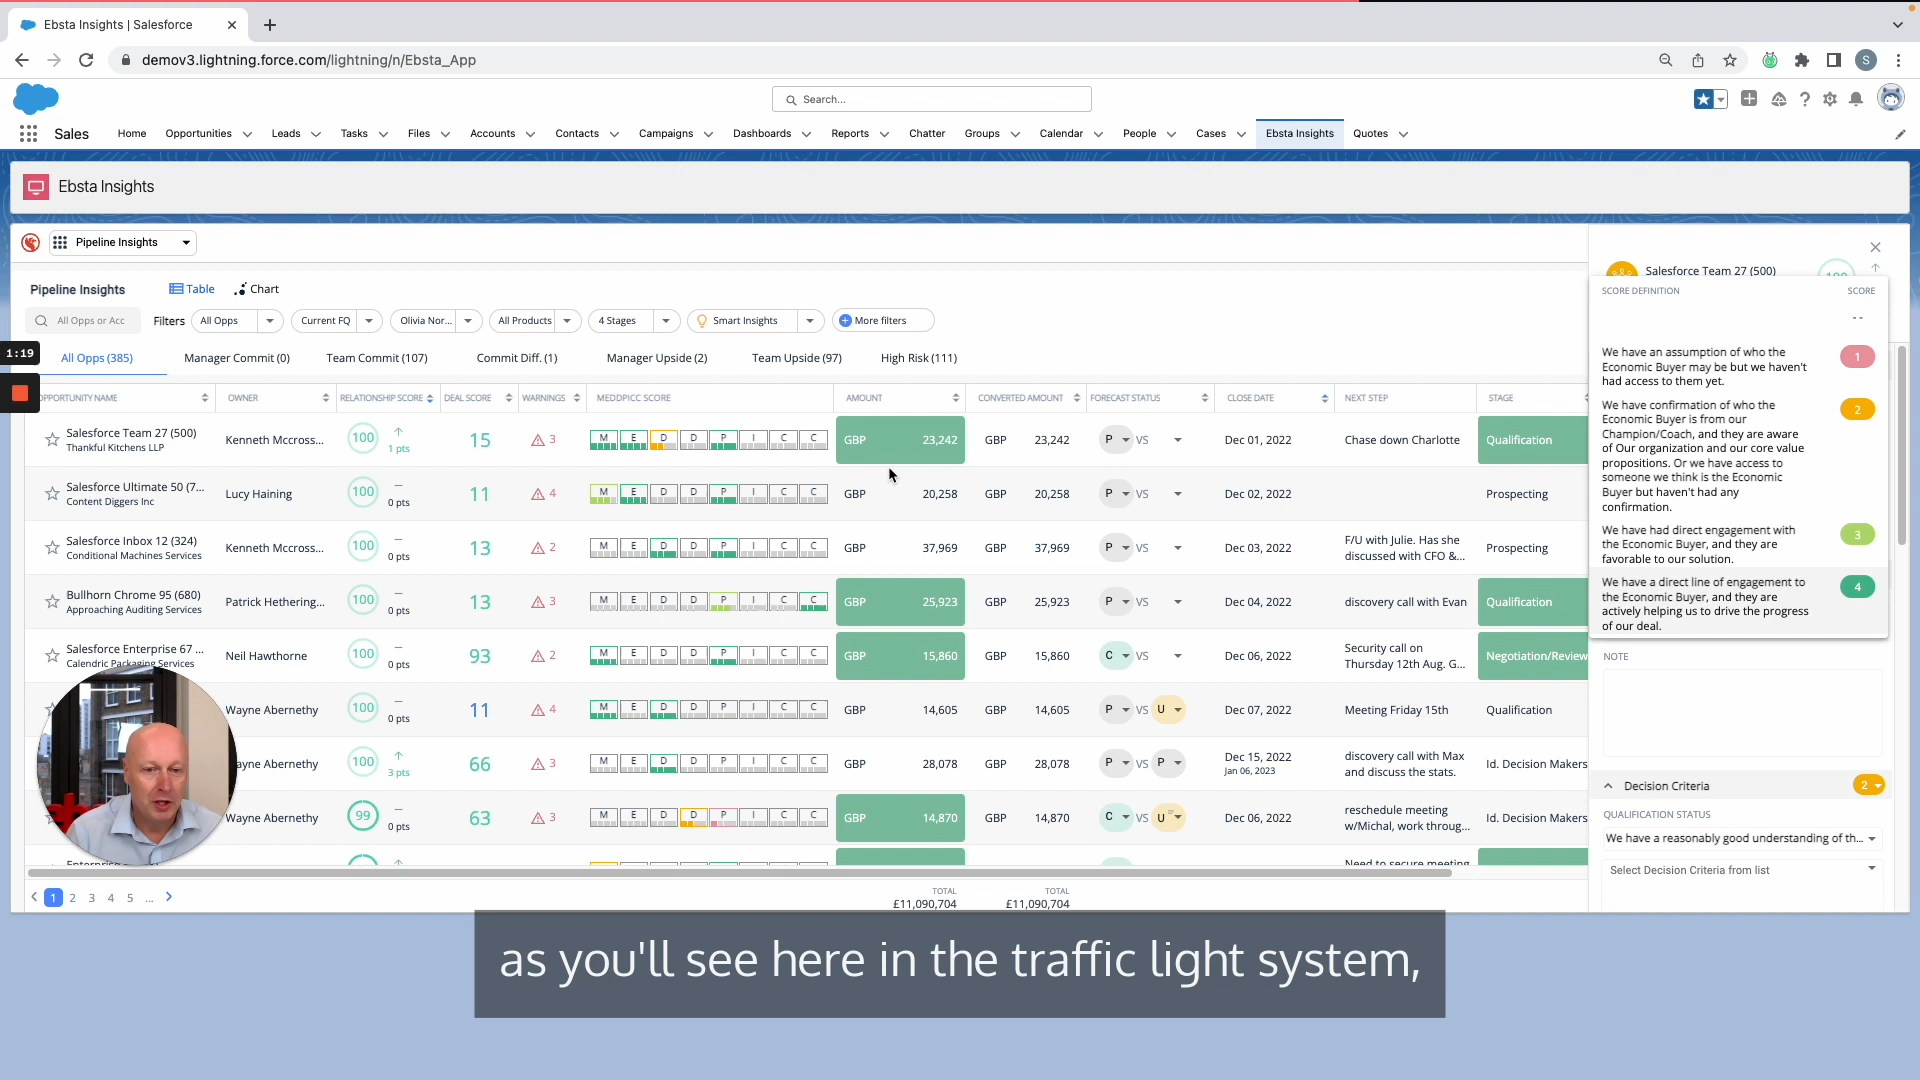 Ebsta Insights | Salesforce
demov3.lightning.force.com/lightning/n/Ebsta_App
S
Search...
Sales Home Opportunities Leads Tasks Files Accounts Contacts Campaigns Dashboards Reports Chatter Groups Calendar People Cases Ebsta Insights Quotes
Ebsta Insights
Pipeline Insights
Pipeline Insights Table Chart
All Opps or Acc Filters All Opps Current FQ Olivia Nor... All Products 4 Stages Smart Insights More filters
1:19
All Opps (385) Manager Commit (0) Team Commit (107) Commit Diff. (1) Manager Upside (2) Team Upside (97) High Risk (111)
PPORTUNITY NAME OWNER RELATIONSHIP SCORE DEAL SCORE WARNINGS MEDDPICC SCORE AMOUNT CONVERTED AMOUNT FORECAST STATUS CLOSE DATE NEXT STEP STAGE
Salesforce Team 27 (500) Kenneth Mccross... 100 15 3 M E D D P I C C GBP 23,242 GBP 23,242 P VS Dec 01, 2022 Chase down Charlotte Qualification
Thankful Kitchens LLP 1 pts
Salesforce Ultimate 50 (7... Lucy Haining 100 11 4 M E D D P I C C GBP 20,258 GBP 20,258 P VS Dec 02, 2022 Prospecting
Content Diggers Inc 0 pts
Salesforce Inbox 12 (324) Kenneth Mccross... 100 13 2 M E D D P I C C GBP 37,969 GBP 37,969 P VS Dec 03, 2022 F/U with Julie. Has she Prospecting
Conditional Machines Services 0 pts discussed with CFO &...
Bullhorn Chrome 95 (680) Patrick Hethering... 100 13 3 M E D D P I C C GBP 25,923 GBP 25,923 P VS Dec 04, 2022 discovery call with Evan Qualification
Approaching Auditing Services 0 pts
Salesforce Enterprise 67 ... Neil Hawthorne 100 93 2 M E D D P I C C GBP 15,860 GBP 15,860 C VS Dec 06, 2022 Security call on Negotiation/Review
Calendric Packaging Services 0 pts Thursday 12th Aug. G...
Wayne Abernethy 100 11 4 M E D D P I C C GBP 14,605 GBP 14,605 P VS U Dec 07, 2022 Meeting Friday 15th Qualification
0 pts
ayne Abernethy 100 66 3 M E D D P I C C GBP 28,078 GBP 28,078 P VS P Dec 15, 2022 discovery call with Max Id. Decision Makers
3 pts Jan 06, 2023 and discuss the stats.
Wayne Abernethy 99 63 3 M E D D P I C C GBP 14,870 GBP 14,870 C VS U Dec 06, 2022 reschedule meeting Id. Decision Makers
0 pts w/Michal, work throug...
Need to secure meeting
1 2 3 4 5 ...
TOTAL TOTAL
£11,090,704 £11,090,704
Salesforce Team 27 (500)
SCORE DEFINITION SCORE
--
We have an assumption of who the 1
Economic Buyer may be but we haven't
had access to them yet.
We have confirmation of who the 2
Economic Buyer is from our
Champion/Coach, and they are aware
of Our organization and our core value
propositions. Or we have access to
someone we think is the Economic
Buyer but haven't had any
confirmation.
We have had direct engagement with 3
the Economic Buyer, and they are
favorable to our solution.
We have a direct line of engagement to 4
the Economic Buyer, and they are
actively helping us to drive the progress
of our deal.
NOTE
Decision Criteria 2
QUALIFICATION STATUS
We have a reasonably good understanding of th...
Select Decision Criteria from list
as you'll see here in the traffic light system,